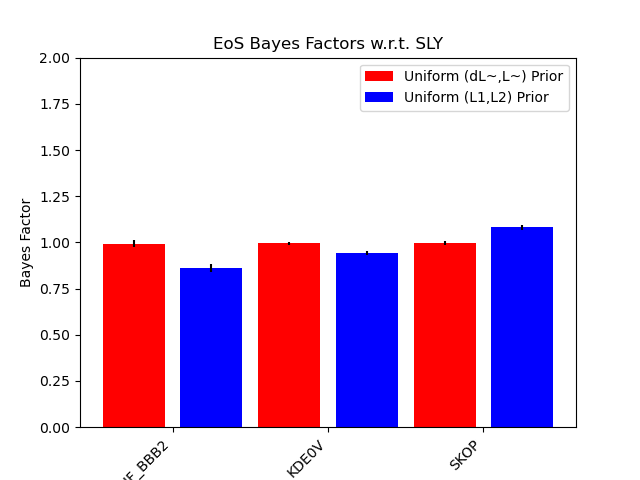 EoS Bayes Factors w.r.t. SLY
Uniform (dL~,L~) Prior
Uniform (L1,L2) Prior
Bayes Factor
2.00
1.75
1.50
1.25
1.00
0.75
0.50
0.25
0.00
KDE0V
SKOP